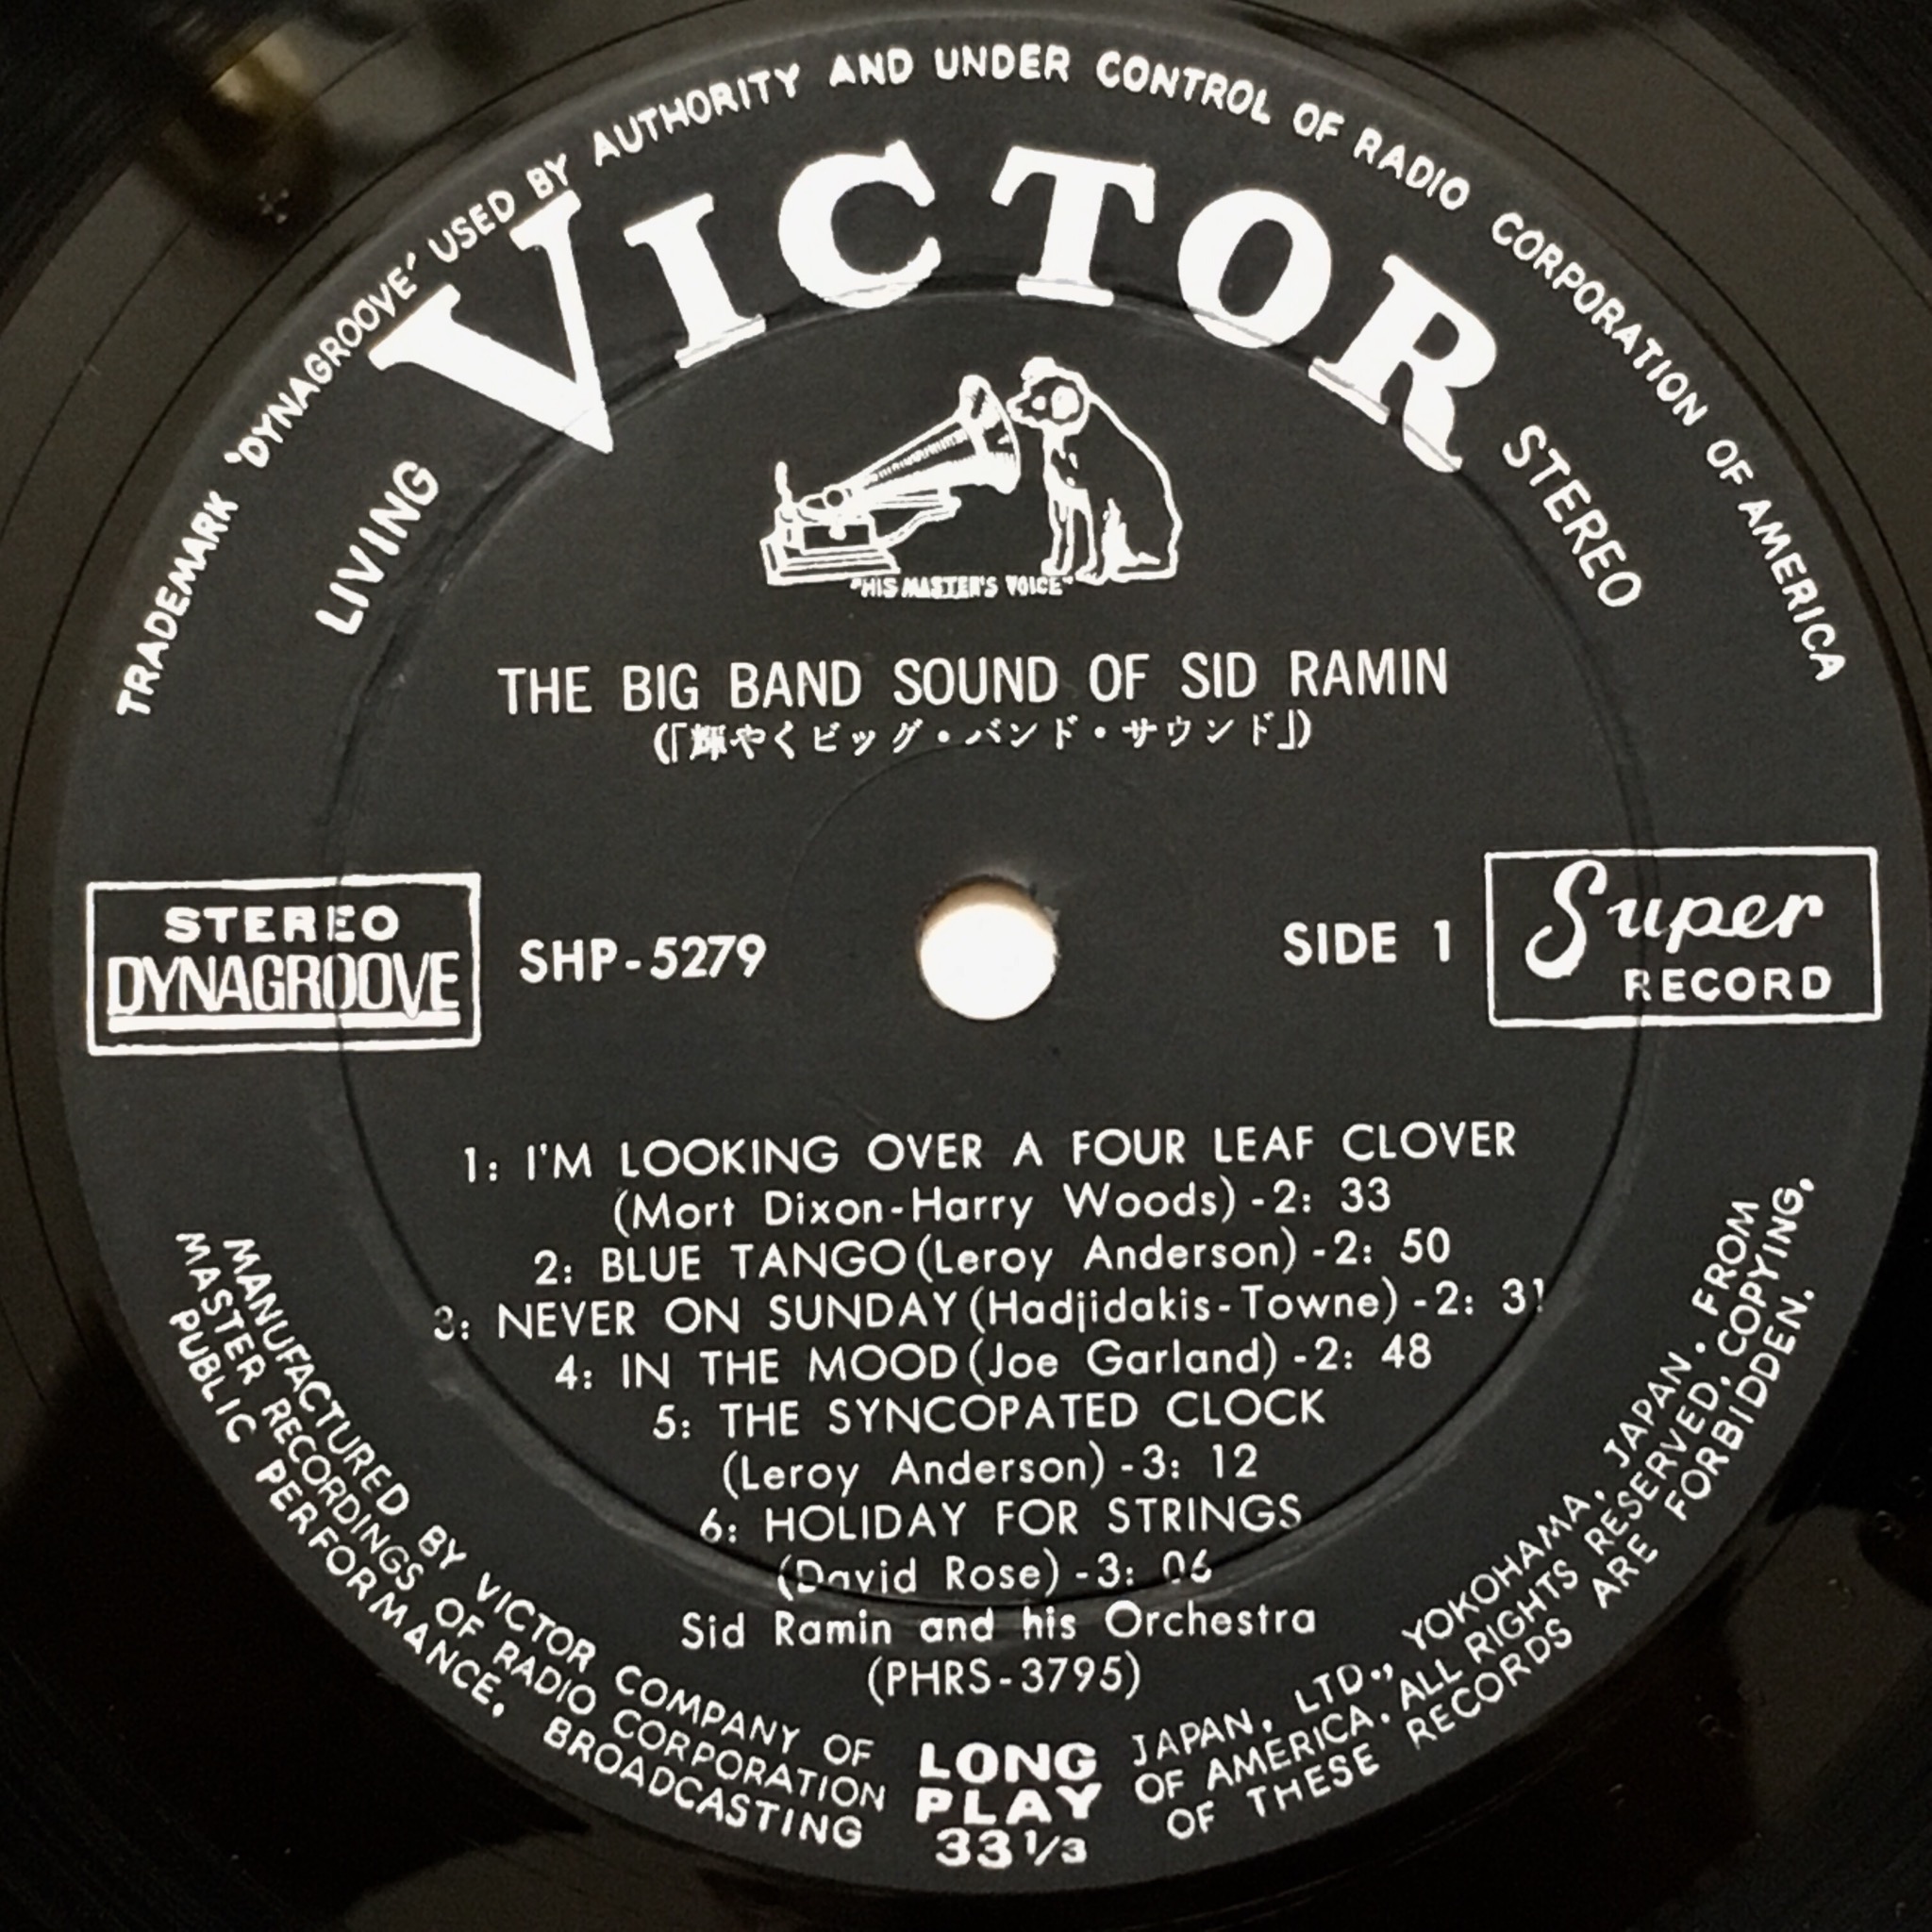 TRADEMARK 'DYNAGROOVE' USED BY AUTHORITY AND UNDER CONTROL OF RADIO CORPORATION OF AMERICA
LIVING VICTOR STEREO
"HIS MASTER'S VOICE"
THE BIG BAND SOUND OF SID RAMIN
(「輝やくビッグ・バンド・サウンド」)
STEREO
DYNAGROOVE
SHP-5279
SIDE 1
Super
RECORD
1: I'M LOOKING OVER A FOUR LEAF CLOVER
(Mort Dixon-Harry Woods) -2: 33
2: BLUE TANGO (Leroy Anderson) -2: 50
3: NEVER ON SUNDAY (Hadjidakis-Towne) -2: 31
4: IN THE MOOD (Joe Garland) -2: 48
5: THE SYNCOPATED CLOCK
(Leroy Anderson) -3: 12
6: HOLIDAY FOR STRINGS
(David Rose) -3: 06
Sid Ramin and his Orchestra
(PHRS-3795)
MANUFACTURED BY VICTOR COMPANY OF JAPAN, LTD., YOKOHAMA, JAPAN. FROM
MASTER RECORDINGS OF RADIO CORPORATION OF AMERICA. ALL RIGHTS RESERVED, COPYING,
PUBLIC PERFORMANCE, BROADCASTING OF THESE RECORDS ARE FORBIDDEN.
LONG
PLAY
33 1/3